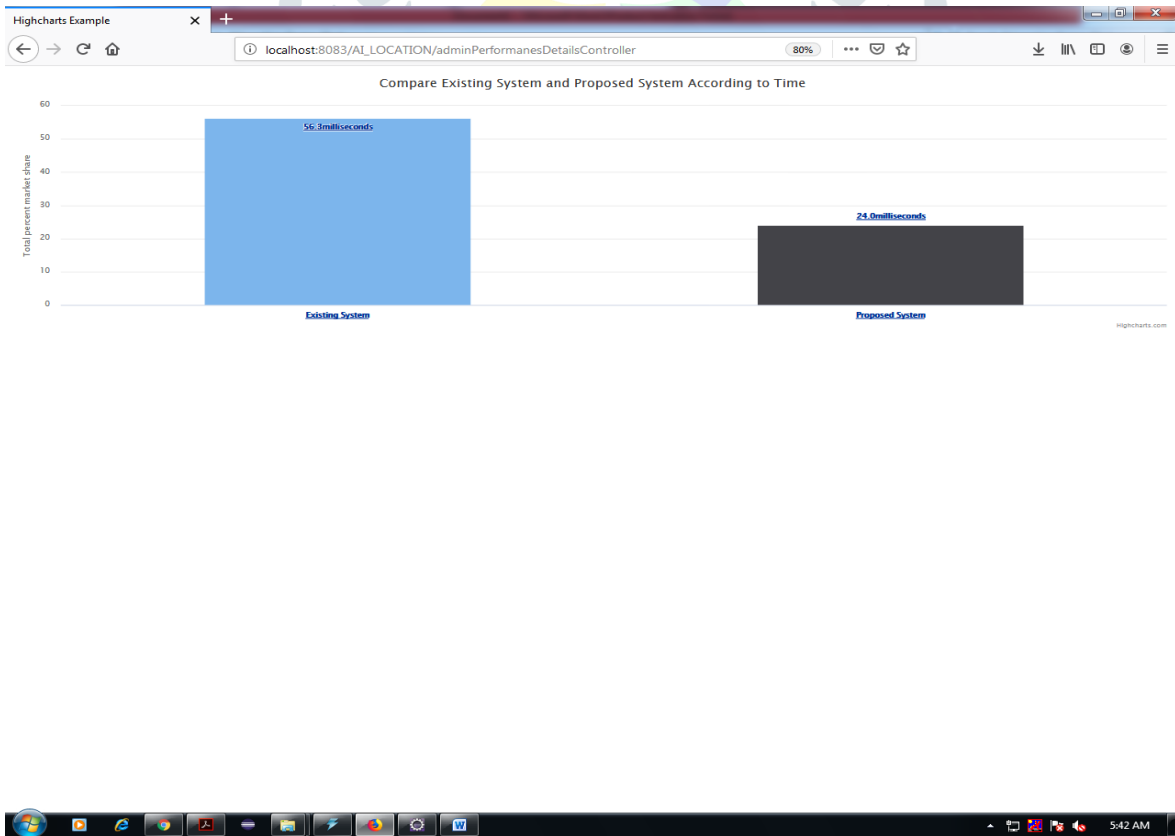 Highcharts Example
localhost:8083/AI_LOCATION/adminPerformanesDetailsController
80%
Compare Existing System and Proposed System According to Time
Total percent market share
60
50
40
30
20
10
0
56.3milliseconds
24.0milliseconds
Existing System
Proposed System
Highcharts.com
5:42 AM